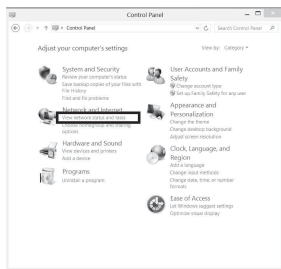 Control Panel
Control Panel
Search Control Panel
Adjust your computer's settings
View by: Category
System and Security
Review your computer's status
Save backup copies of your files with
File History
Find and fix problems
Network and Internet
View network status and tasks
Choose homegroup and sharing
options
Hardware and Sound
View devices and printers
Add a device
Programs
Uninstall a program
User Accounts and Family
Safety
Change account type
Set up Family Safety for any user
Appearance and
Personalization
Change the theme
Change desktop background
Adjust screen resolution
Clock, Language, and
Region
Add a language
Change input methods
Change date, time, or number
formats
Ease of Access
Let Windows suggest settings
Optimize visual display